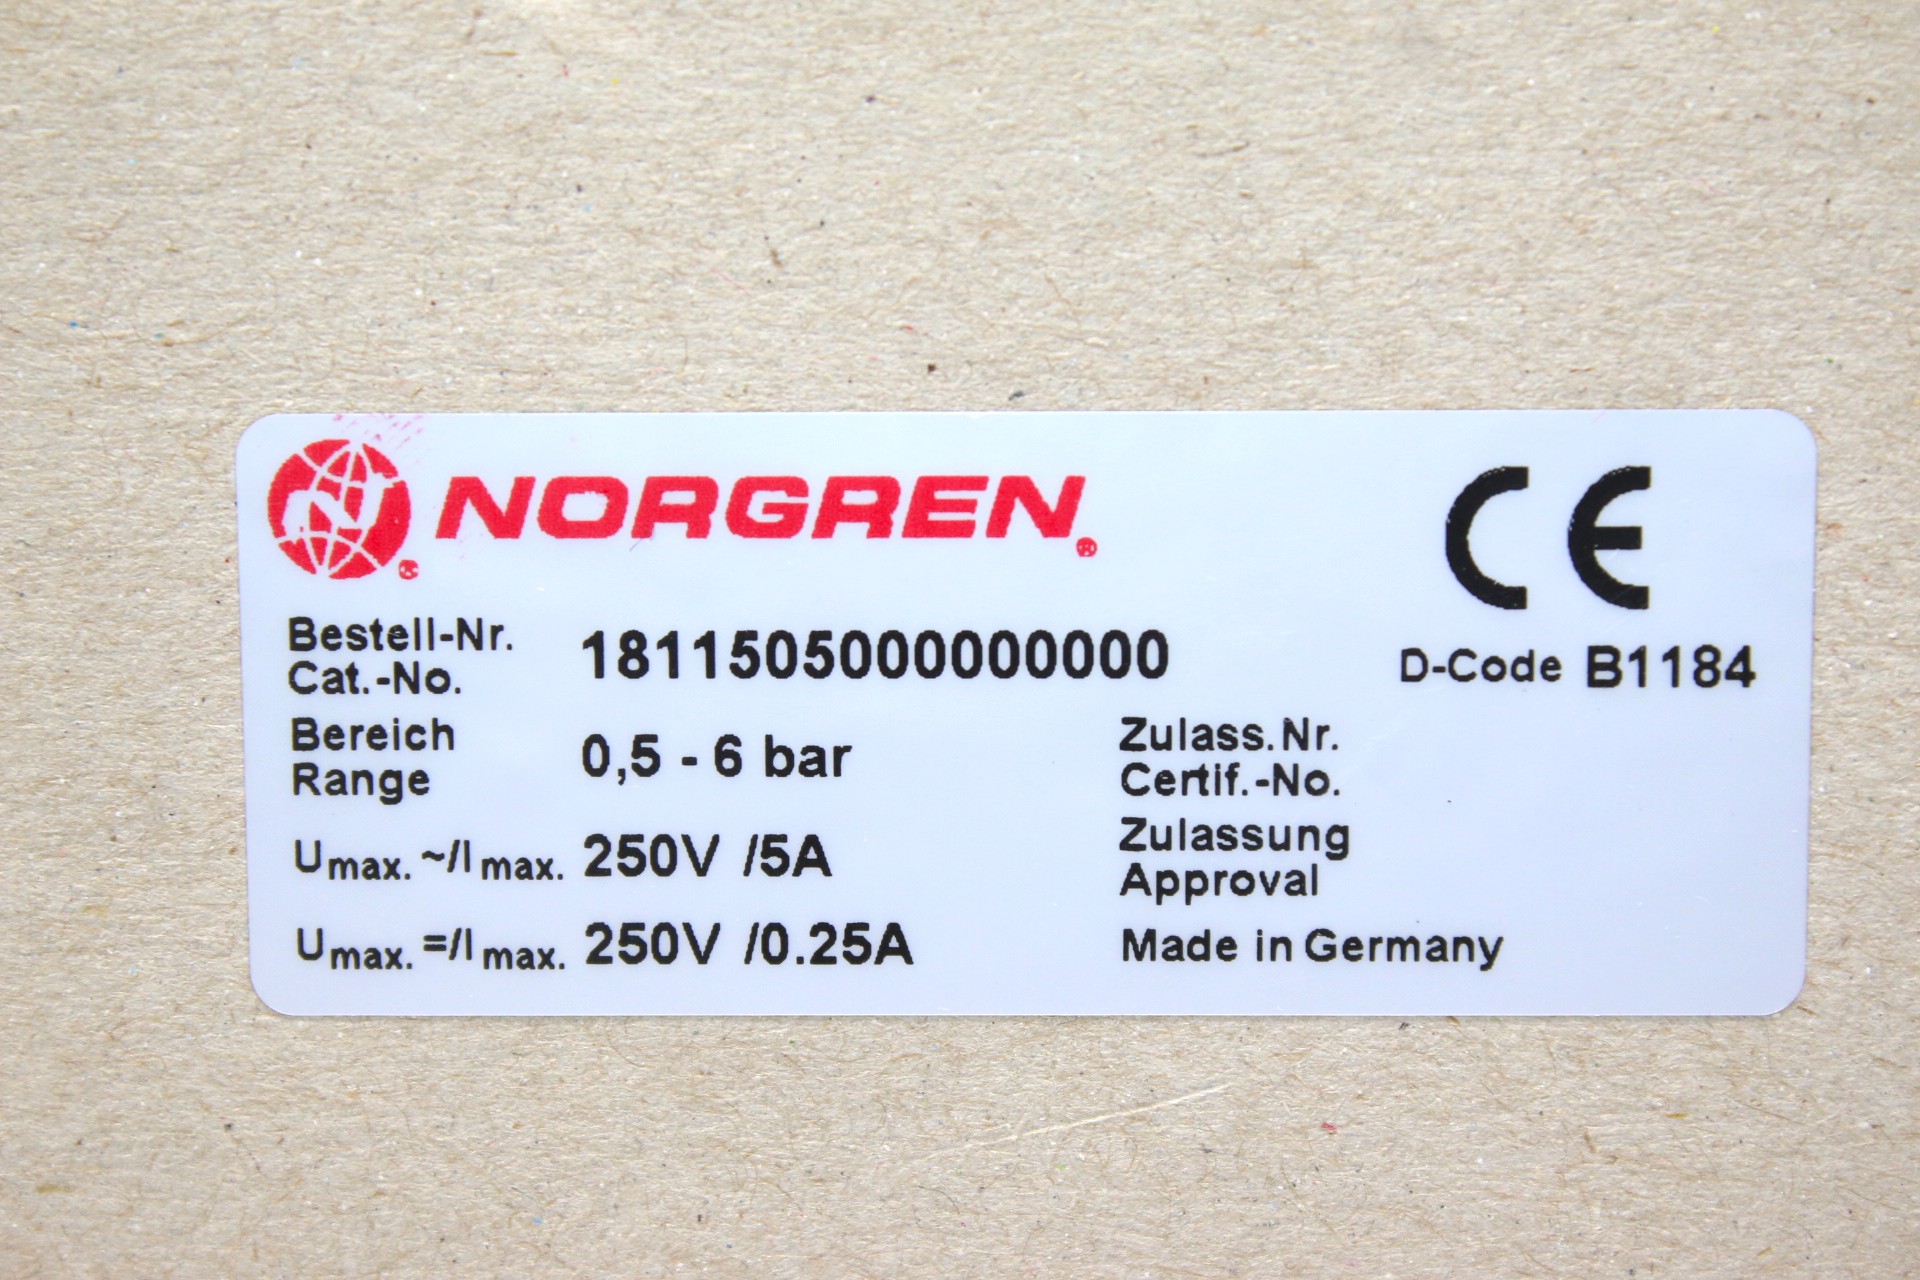 NORGREN®
CE
Bestell-Nr.
Cat.-No.
1811505000000000
D-Code B1184
Bereich
Range
0,5 - 6 bar
Zulass.Nr.
Certif.-No.
Umax. ~/Imax. 250V /5A
Zulassung
Approval
Umax. =/Imax. 250V /0.25A
Made in Germany